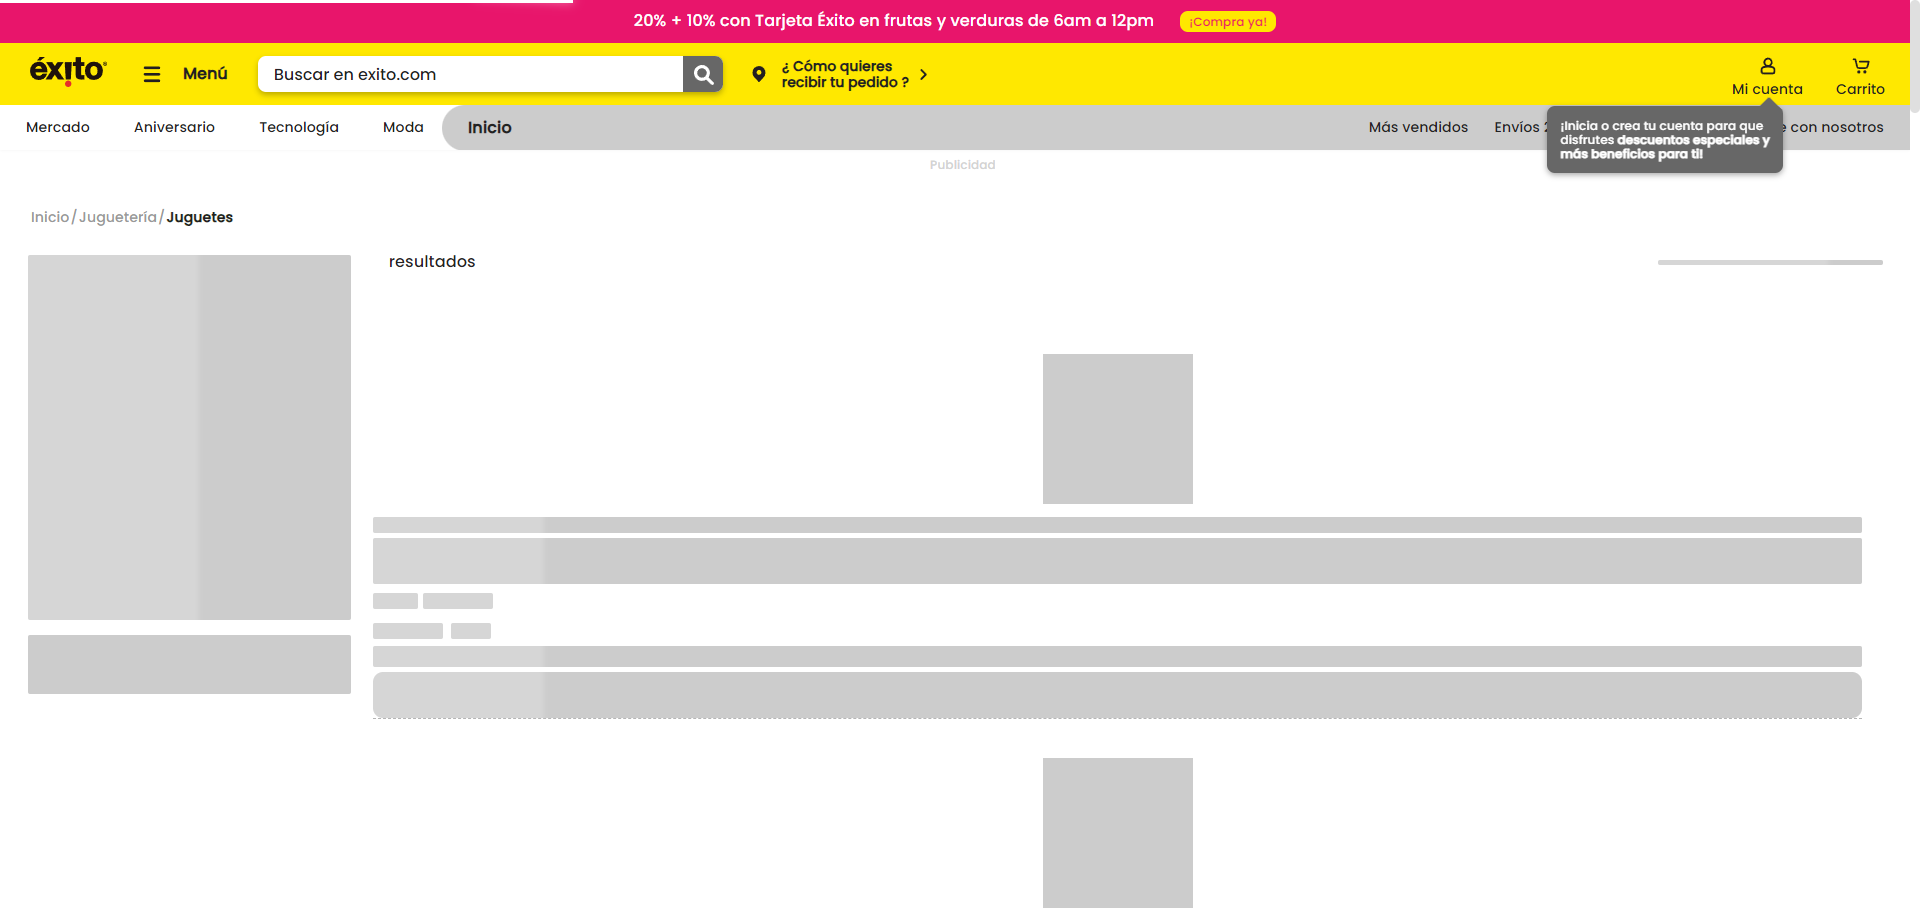 20% + 10% con Tarjeta Éxito en frutas y verduras de 6am a 12pm
¡Compra ya!
éxito
Menú
Buscar en exito.com
¿ Cómo quieres
recibir tu pedido ?
Mi cuenta
Carrito
Mercado
Aniversario
Tecnología
Moda
Inicio
Más vendidos
Envíos
con nosotros
¡Inicia o crea tu cuenta para que
disfrutes descuentos especiales y
más beneficios para ti!
Publicidad
Inicio/Juguetería/Juguetes
resultados